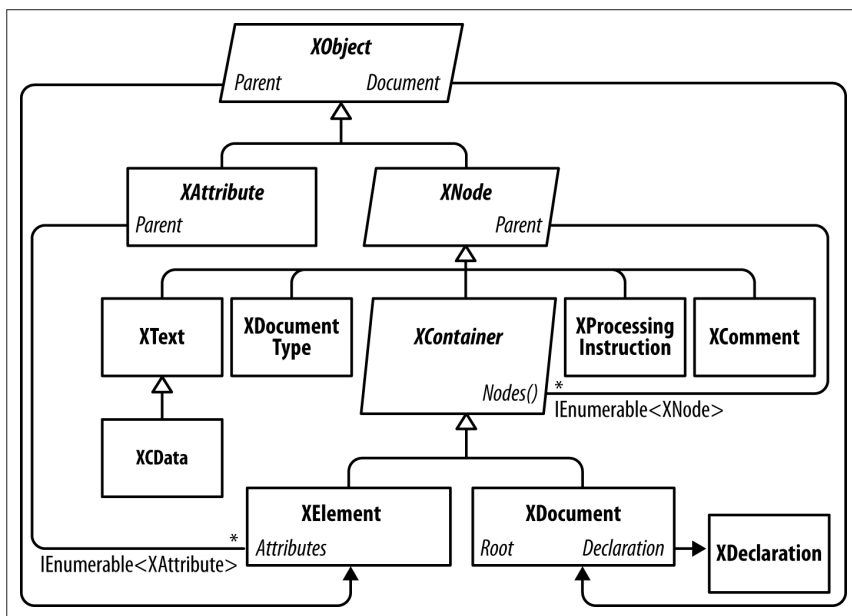 XObject
Parent Document
XAttribute
Parent
XNode
Parent
XText
XDocument
Type
XContainer
Nodes()
XProcessing
Instruction
XComment
*
IEnumerable<XNode>
XCData
XElement
Attributes
*
IEnumerable<XAttribute>
XDocument
Root Declaration
XDeclaration